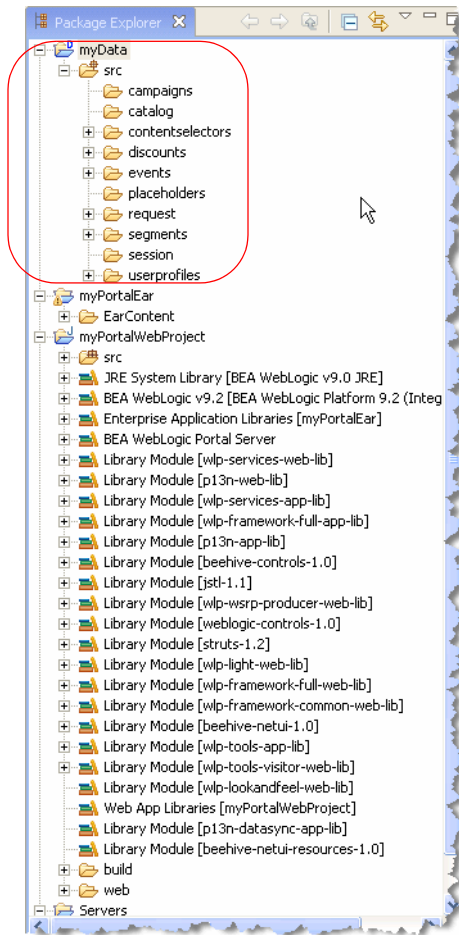 Package Explorer
myData
src
campaigns
catalog
contentselectors
discounts
events
placeholders
request
segments
session
userprofiles
myPortalEar
EarContent
myPortalWebProject
src
JRE System Library [BEA WebLogic v9.0 JRE]
BEA WebLogic v9.2 [BEA WebLogic Platform 9.2 (Integ
Enterprise Application Libraries [myPortalEar]
BEA WebLogic Portal Server
Library Module [wlp-services-web-lib]
Library Module [p13n-web-lib]
Library Module [wlp-services-app-lib]
Library Module [wlp-framework-full-app-lib]
Library Module [p13n-app-lib]
Library Module [beehive-controls-1.0]
Library Module [jstl-1.1]
Library Module [wlp-wsrp-producer-web-lib]
Library Module [weblogic-controls-1.0]
Library Module [struts-1.2]
Library Module [wlp-light-web-lib]
Library Module [wlp-framework-full-web-lib]
Library Module [wlp-framework-common-web-lib]
Library Module [beehive-netui-1.0]
Library Module [wlp-tools-app-lib]
Library Module [wlp-tools-visitor-web-lib]
Library Module [wlp-lookandfeel-web-lib]
Web App Libraries [myPortalWebProject]
Library Module [p13n-datasync-app-lib]
Library Module [beehive-netui-resources-1.0]
build
web
Servers